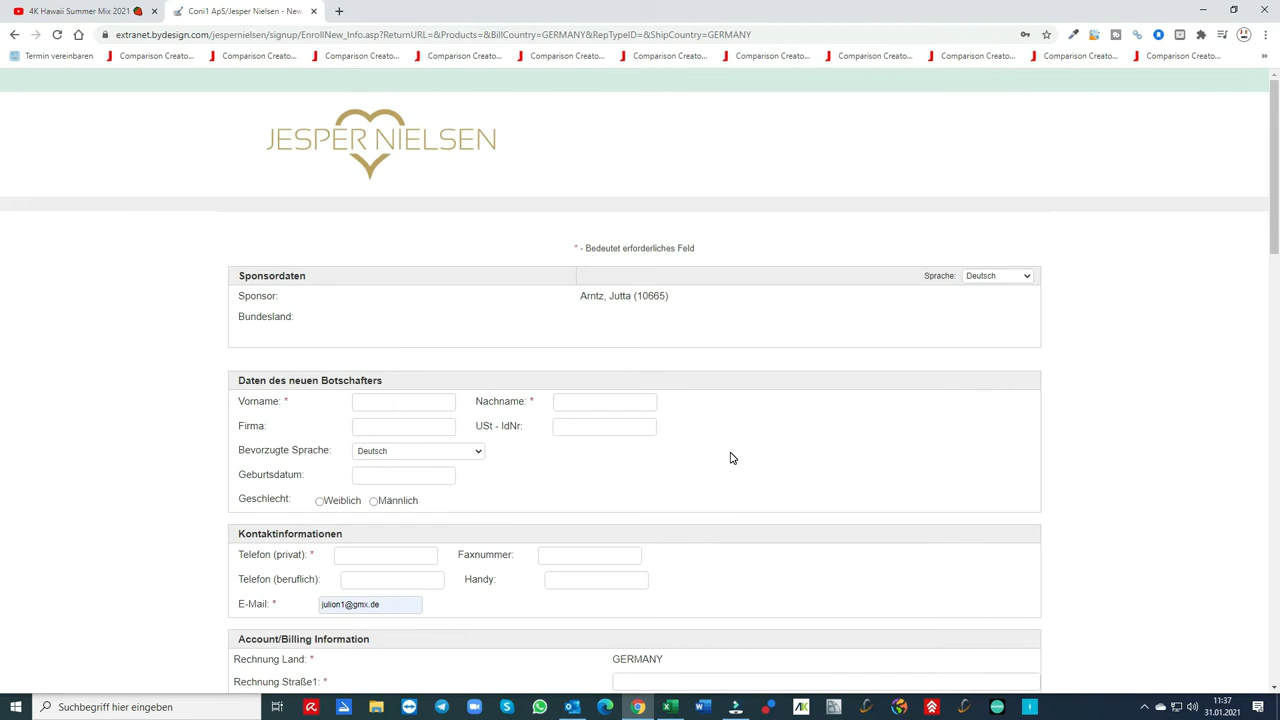 4K Hawaii Summer Mix 2021
Coni1 ApS/Jesper Nielsen - New
extranet.bydesign.com/jespernielsen/signup/EnrollNew_Info.asp?ReturnURL=&Products=&BillCountry=GERMANY&RepTypeID=&ShipCountry=GERMANY
Termin vereinbaren
Comparison Creato...
Comparison Creato...
Comparison Creato...
Comparison Creato...
Comparison Creato...
Comparison Creato...
Comparison Creato...
Comparison Creato...
Comparison Creato...
Comparison Creato...
Comparison Creato...
JESPER NIELSEN
* - Bedeutet erforderliches Feld
Sponsordaten Sprache: Deutsch
Sponsor: Arntz, Jutta (10665)
Bundesland:
Daten des neuen Botschafters
Vorname: * Nachname: *
Firma: USt - IdNr:
Bevorzugte Sprache: Deutsch
Geburtsdatum:
Geschlecht: Weiblich Männlich
Kontaktinformationen
Telefon (privat): * Faxnummer:
Telefon (beruflich): Handy:
E-Mail: * julion1@gmx.de
Account/Billing Information
Rechnung Land: * GERMANY
Rechnung Straße1: *
Suchbegriff hier eingeben
11:37
31.01.2021